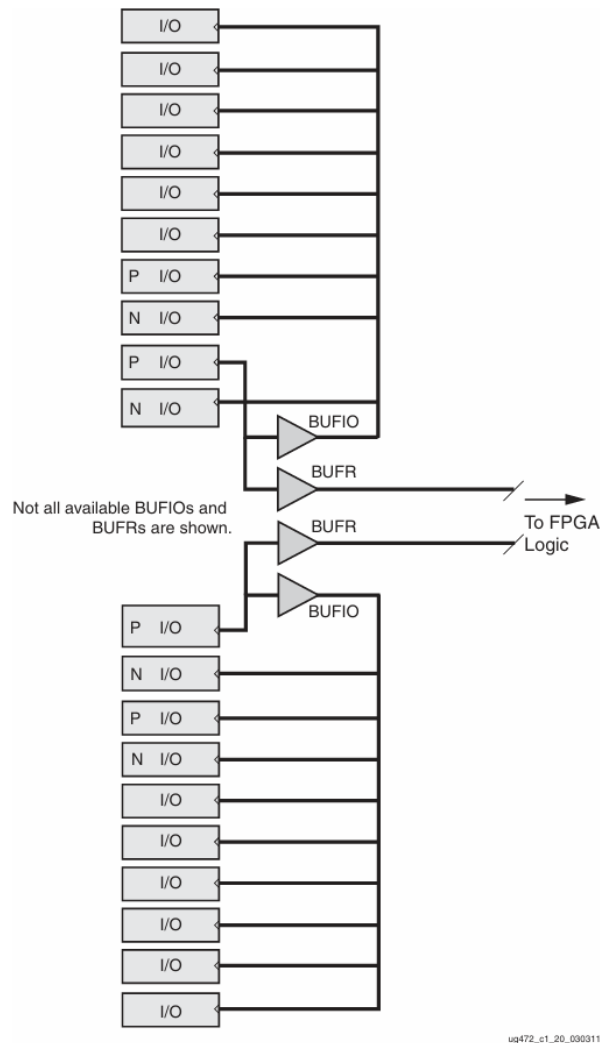 I/O
I/O
I/O
I/O
I/O
I/O
P I/O
N I/O
P I/O
N I/O
BUFIO
BUFR
Not all available BUFIOs and
BUFRs are shown.
BUFR
To FPGA
Logic
BUFIO
P I/O
N I/O
P I/O
N I/O
I/O
I/O
I/O
I/O
I/O
I/O
ug472_c1_20_030311